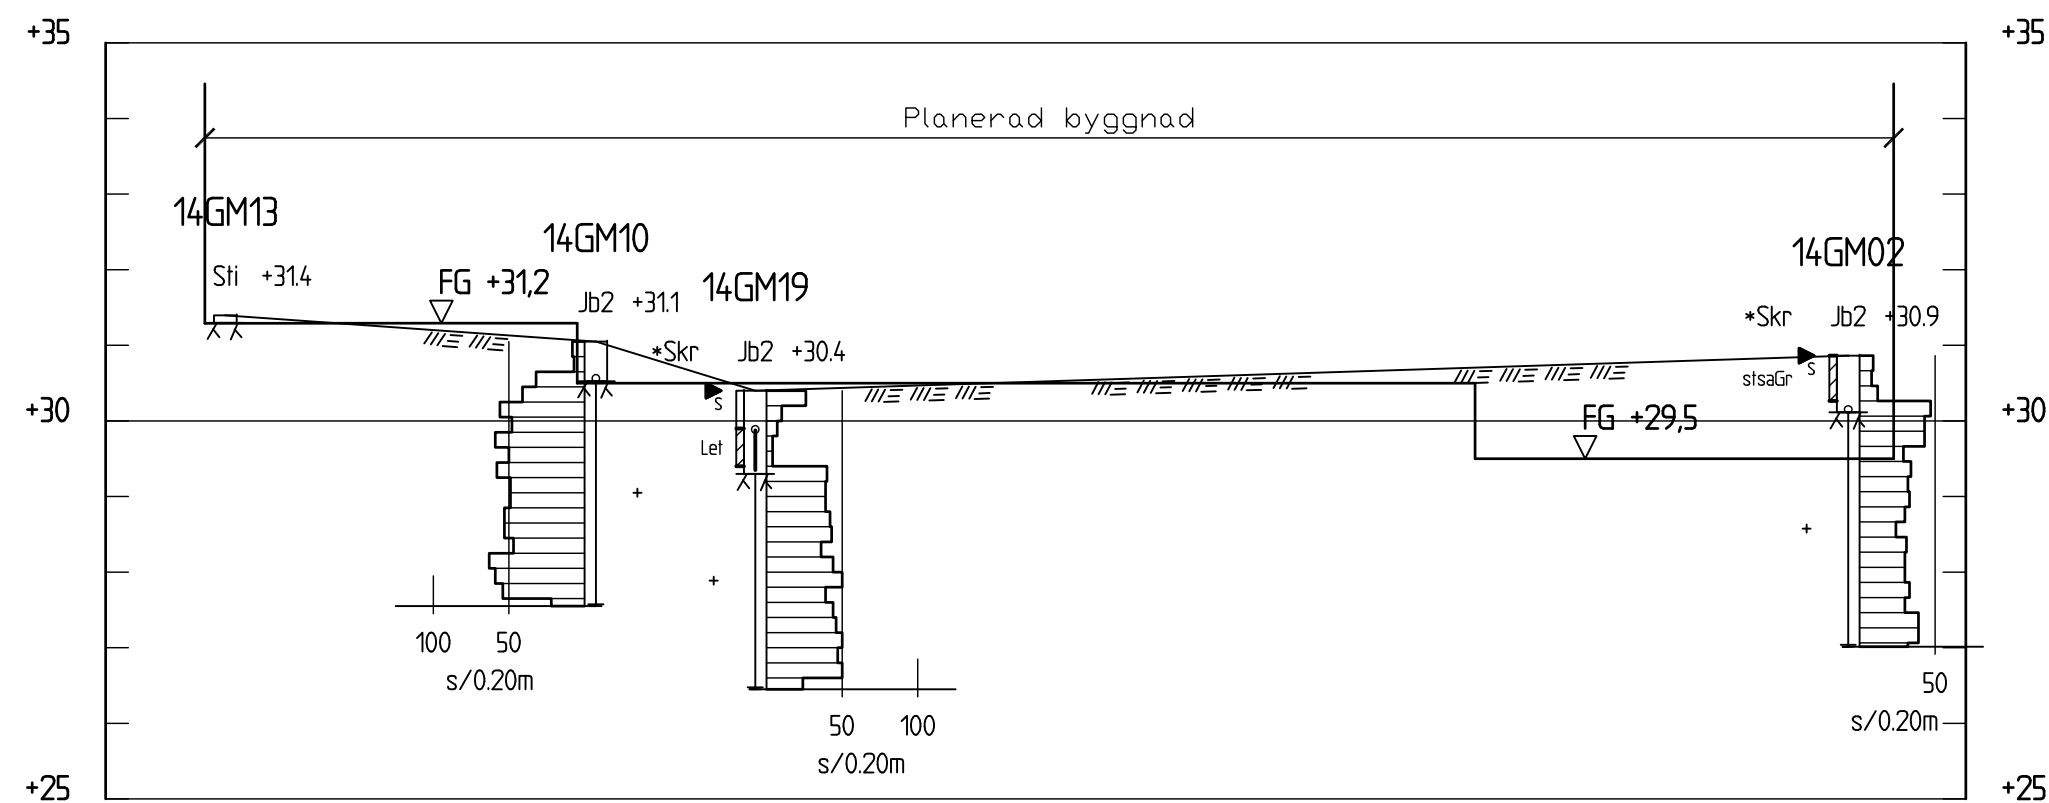 +35 +35
Planerad byggnad
14GM13
14GM10
14GM02
Sti +31.4
FG +31,2
14GM19
Jb2 +31.1
*Skr Jb2 +30.9
*Skr Jb2 +30.4
s
stsaGr
s
+30 +30
FG +29,5
Let
100 50
s/0.20m
50
50 100
s/0.20m
s/0.20m
+25 +25